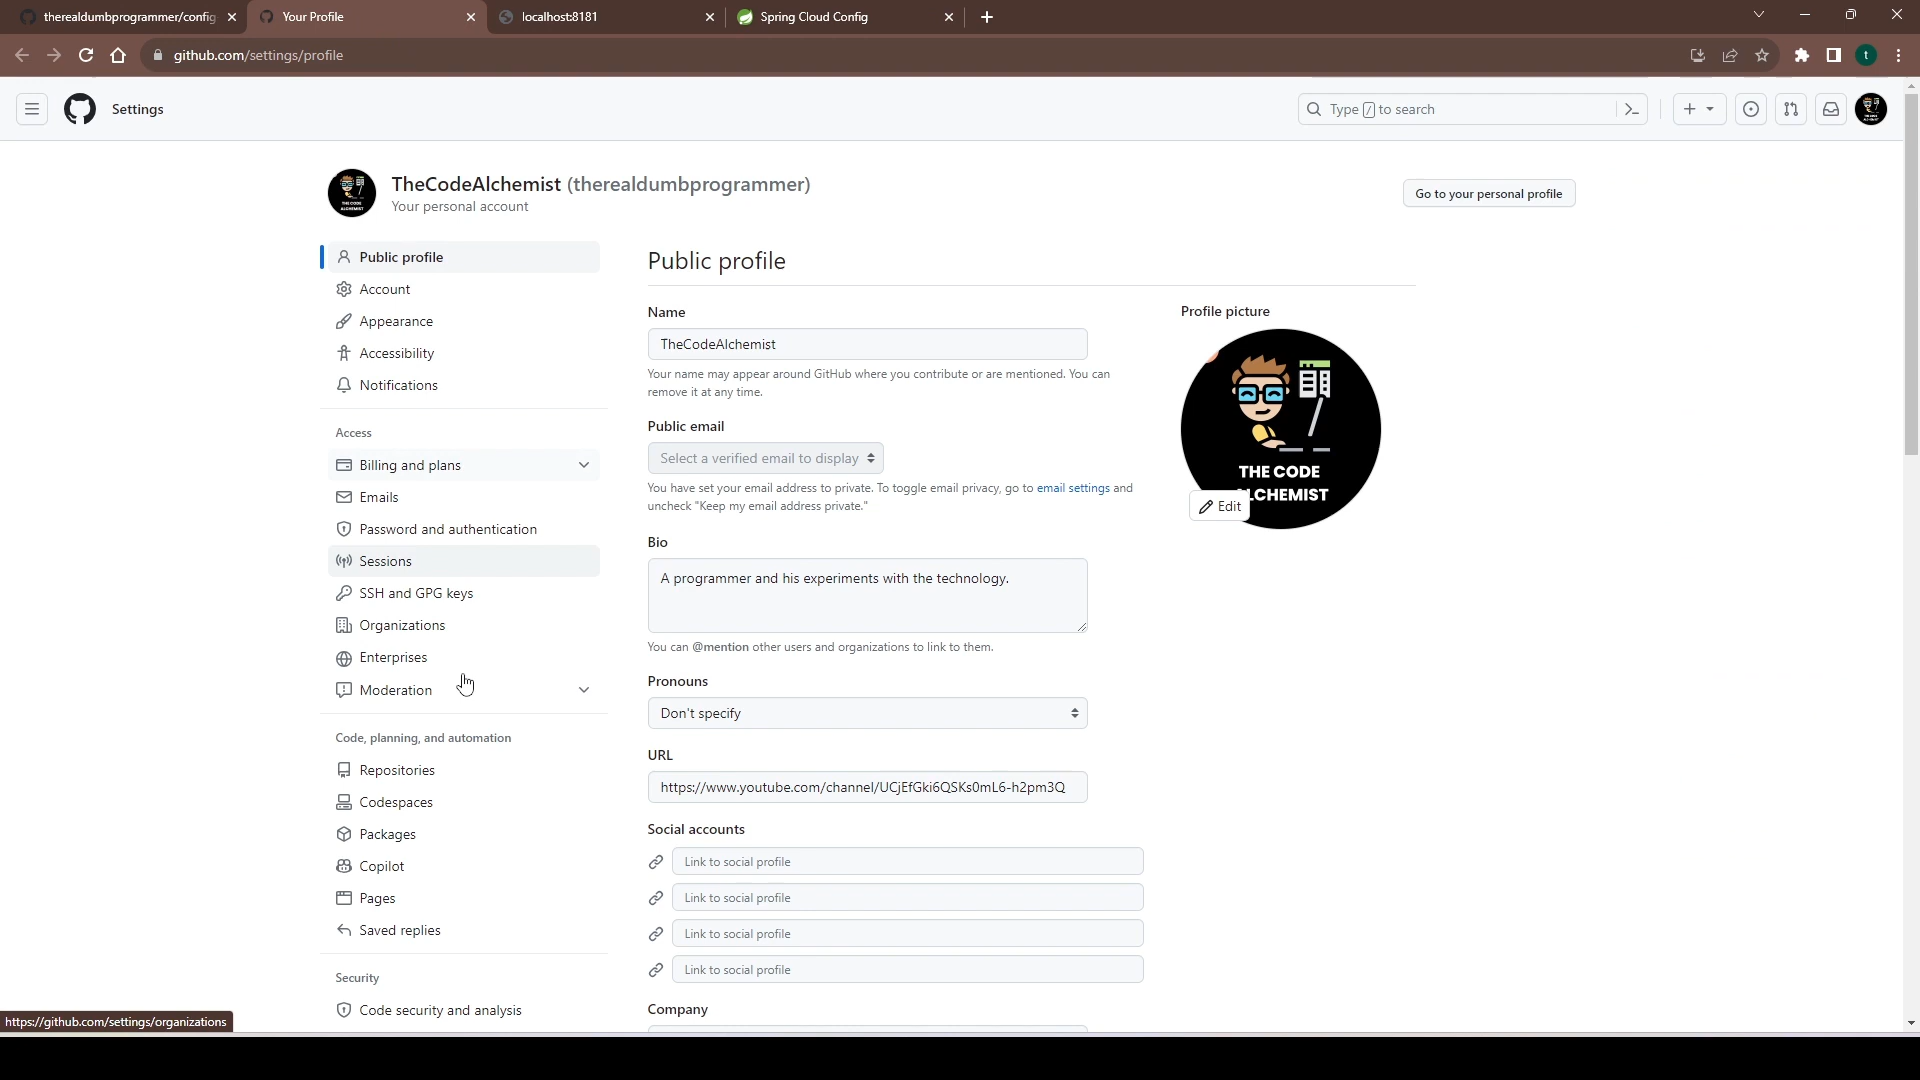 therealdumbprogrammer/config
Your Profile
localhost:8181
Spring Cloud Config
github.com/settings/profile
t
Settings
Type / to search
TheCodeAlchemist (therealdumbprogrammer)
Your personal account
Go to your personal profile
Public profile
Account
Appearance
Accessibility
Notifications
Access
Billing and plans
Emails
Password and authentication
Sessions
SSH and GPG keys
Organizations
Enterprises
Moderation
Code, planning, and automation
Repositories
Codespaces
Packages
Copilot
Pages
Saved replies
Security
Code security and analysis
Public profile
Name
TheCodeAlchemist
Your name may appear around GitHub where you contribute or are mentioned. You can
remove it at any time.
Public email
Select a verified email to display
You have set your email address to private. To toggle email privacy, go to email settings and
uncheck "Keep my email address private."
Bio
A programmer and his experiments with the technology.
You can @mention other users and organizations to link to them.
Pronouns
Don't specify
URL
https://www.youtube.com/channel/UCjEfGki6QSKs0mL6-h2pm3Q
Social accounts
Link to social profile
Link to social profile
Link to social profile
Link to social profile
Company
Profile picture
THE CODE
LCHEMIST
Edit
https://github.com/settings/organizations